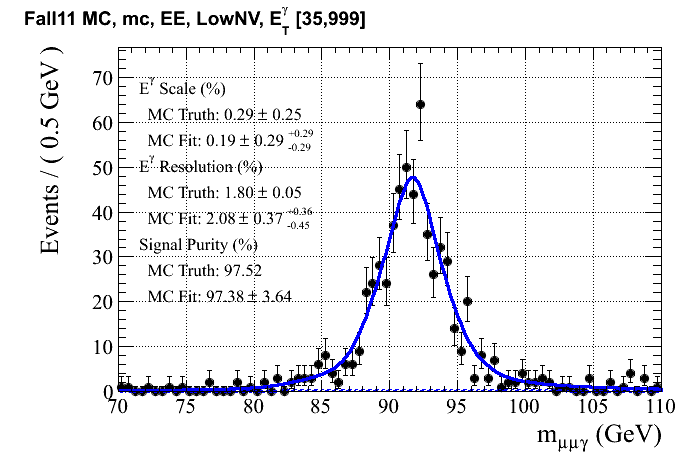 Fall11 MC, mc, EE, LowNV, E_T^γ [35,999]
Events / ( 0.5 GeV )
70
60
50
40
30
20
10
0
E^γ Scale (%)
MC Truth: 0.29 ± 0.25
MC Fit: 0.19 ± 0.29 +0.29 -0.29
E^γ Resolution (%)
MC Truth: 1.80 ± 0.05
MC Fit: 2.08 ± 0.37 +0.36 -0.45
Signal Purity (%)
MC Truth: 97.52
MC Fit: 97.38 ± 3.64
70 75 80 85 90 95 100 105 110
m_μμγ (GeV)